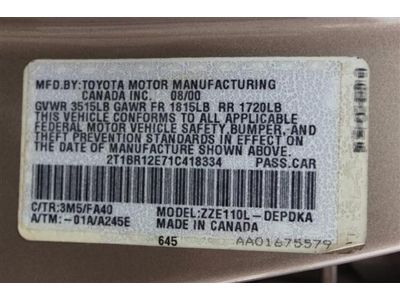 MFD.BY:TOYOTA MOTOR MANUFACTURING
CANADA INC. 08/00
GVWR 3515LB GAWR FR 1815LB RR 1720LB
THIS VEHICLE CONFORMS TO ALL APPLICABLE
FEDERAL MOTOR VEHICLE SAFETY,BUMPER,AND
THEFT PREVENTION STANDARDS IN EFFECT ON
THE DATE OF MANUFACTURE SHOWN ABOVE.
2T1BR12E71C418334 PASS.CAR
C/TR:3M5/FA40 MODEL:ZZE110L-DEPDKA
A/TM:-01A/A245E MADE IN CANADA
645 AA01675579